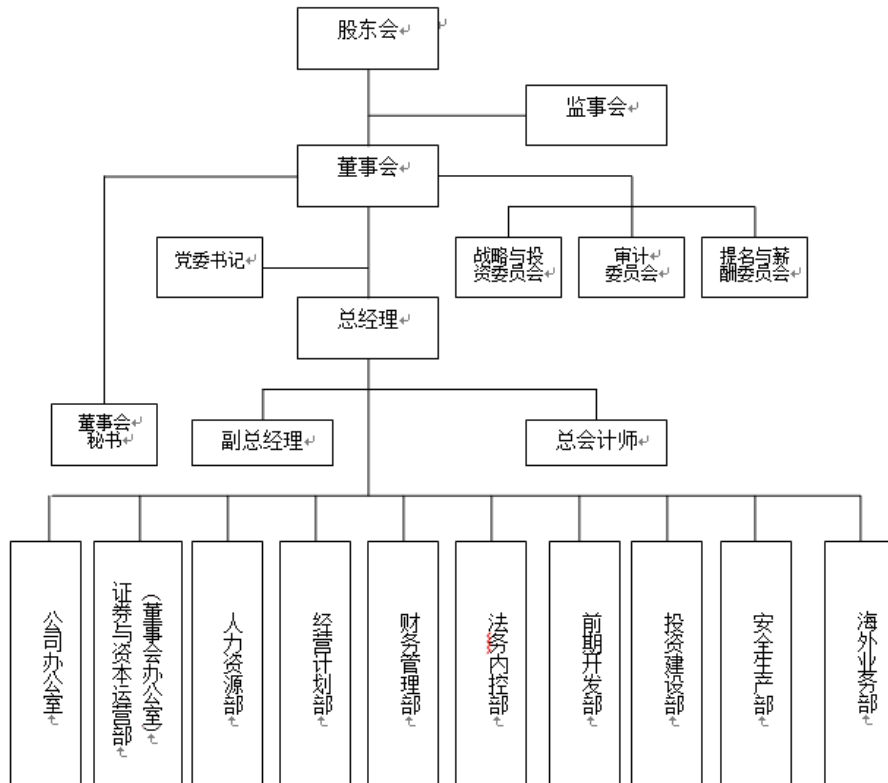 股东会
监事会
董事会
党委书记
战略与投
资委员会
审计
委员会
提名与薪
酬委员会
总经理
董事会
秘书
副总经理
总会计师
公司办公室
（董事会办公室）
证券与资本运营部
人力资源部
经营计划部
财务管理部
法务内控部
前期开发部
投资建设部
安全生产部
海外业务部